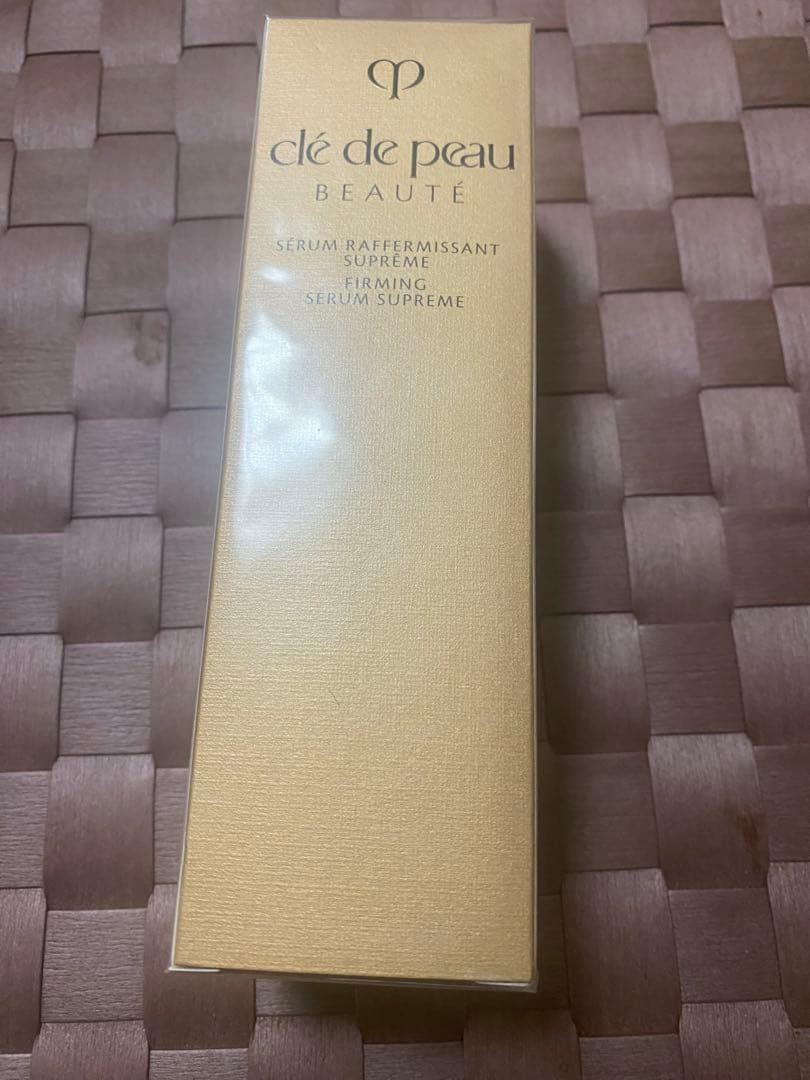 clé de peau
BEAUTÉ
SÉRUM RAFFERMISSANT
SUPRÊME
FIRMING
SERUM SUPREME